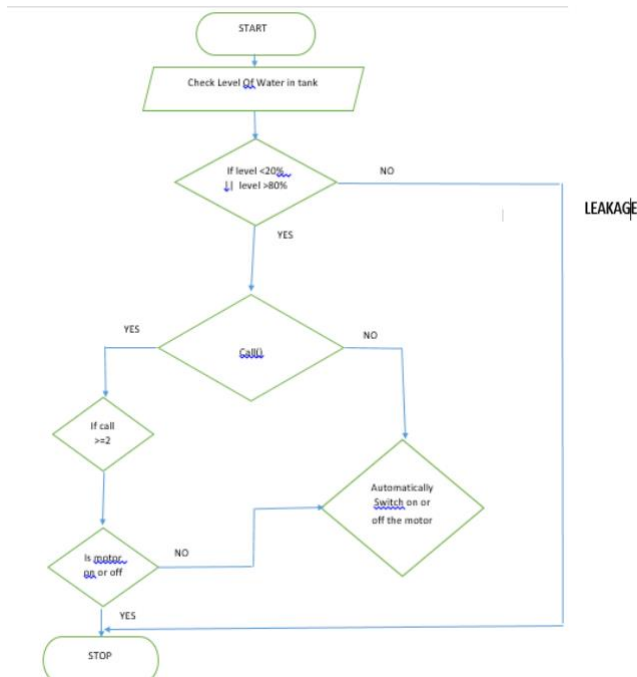 START
Check Level Of Water in tank
If level <20%
|| level >80%
NO
LEAKAGE
YES
YES
NO
Call()
If call
>=2
Automatically
Switch on or
off the motor
Is motor
on or off
NO
YES
STOP